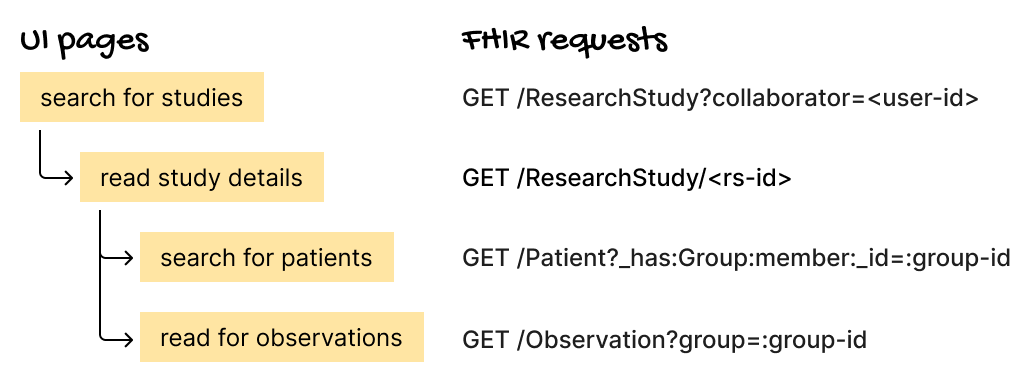 UI pages
FHIR requests
search for studies
GET /ResearchStudy?collaborator=<user-id>
read study details
GET /ResearchStudy/<rs-id>
search for patients
GET /Patient?_has:Group:member:_id=:group-id
read for observations
GET /Observation?group=:group-id